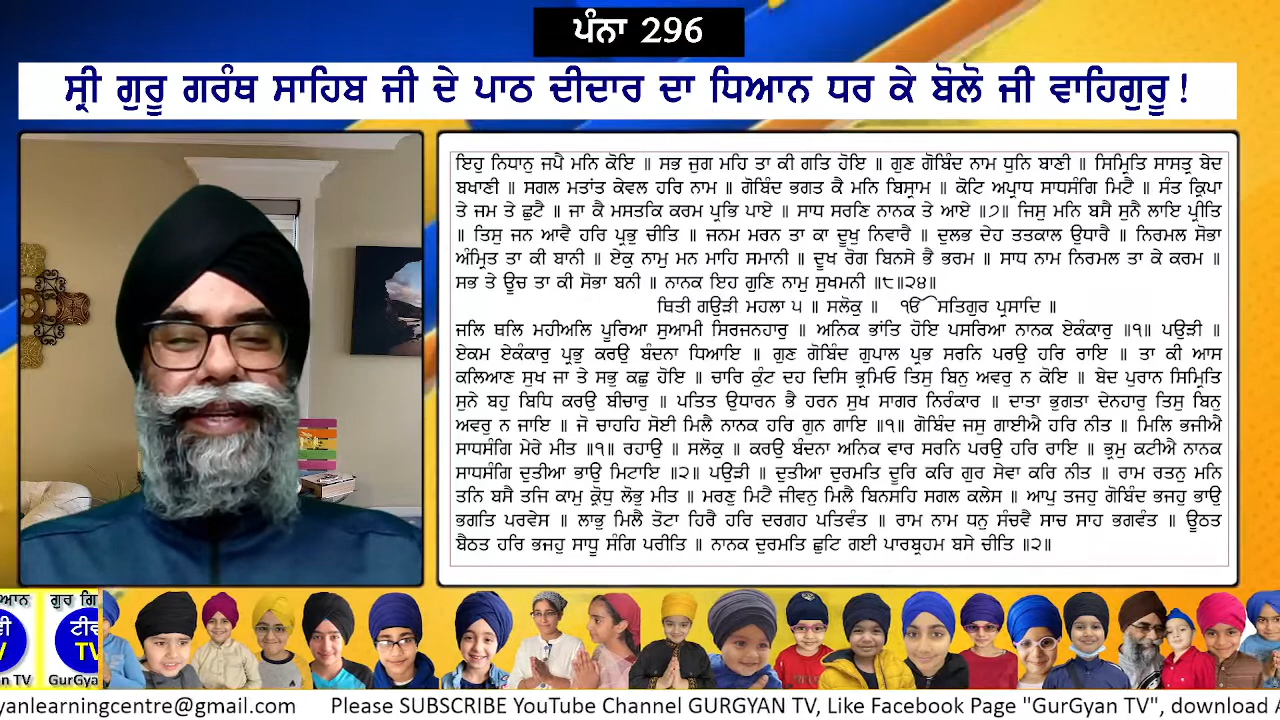 ਪੰਨਾ 296
ਸ੍ਰੀ ਗੁਰੂ ਗਰੰਥ ਸਾਹਿਬ ਜੀ ਦੇ ਪਾਠ ਦੀਦਾਰ ਦਾ ਧਿਆਨ ਧਰ ਕੇ ਬੋਲੋ ਜੀ ਵਾਹਿਗੁਰੂ !
ਇਹੁ ਨਿਧਾਨੁ ਜਪੈ ਮਨਿ ਕੋਇ ॥ ਸਭ ਜੁਗ ਮਹਿ ਤਾ ਕੀ ਗਤਿ ਹੋਇ ॥ ਗੁਣ ਗੋਬਿੰਦ ਨਾਮ ਧੁਨਿ ਬਾਣੀ ॥ ਸਿਮ੍ਰਿਤਿ ਸਾਸਤ੍ਰ ਬੇਦ
ਬਖਾਣੀ ॥ ਸਗਲ ਮਤਾਂਤ ਕੇਵਲ ਹਰਿ ਨਾਮ ॥ ਗੋਬਿੰਦ ਭਗਤ ਕੈ ਮਨਿ ਬਿਸ੍ਰਾਮ ॥ ਕੋਟਿ ਅਪ੍ਰਾਧ ਸਾਧਸੰਗਿ ਮਿਟੈ ॥ ਸੰਤ ਕ੍ਰਿਪਾ
ਤੇ ਜਮ ਤੇ ਛੁਟੈ ॥ ਜਾ ਕੈ ਮਸਤਕਿ ਕਰਮ ਪ੍ਰਭਿ ਪਾਏ ॥ ਸਾਧ ਸਰਣਿ ਨਾਨਕ ਤੇ ਆਏ ॥੭॥ ਜਿਸੁ ਮਨਿ ਬਸੈ ਸੁਨੈ ਲਾਇ ਪ੍ਰੀਤਿ
॥ ਤਿਸੁ ਜਨ ਆਵੈ ਹਰਿ ਪ੍ਰਭੁ ਚੀਤਿ ॥ ਜਨਮ ਮਰਨ ਤਾ ਕਾ ਦੂਖੁ ਨਿਵਾਰੈ ॥ ਦੁਲਭ ਦੇਹ ਤਤਕਾਲ ਉਧਾਰੈ ॥ ਨਿਰਮਲ ਸੋਭਾ
ਅੰਮ੍ਰਿਤ ਤਾ ਕੀ ਬਾਨੀ ॥ ਏਕੁ ਨਾਮੁ ਮਨ ਮਾਹਿ ਸਮਾਨੀ ॥ ਦੂਖ ਰੋਗ ਬਿਨਸੇ ਭੈ ਭਰਮ ॥ ਸਾਧ ਨਾਮ ਨਿਰਮਲ ਤਾ ਕੇ ਕਰਮ ॥
ਸਭ ਤੇ ਊਚ ਤਾ ਕੀ ਸੋਭਾ ਬਨੀ ॥ ਨਾਨਕ ਇਹ ਗੁਣਿ ਨਾਮੁ ਸੁਖਮਨੀ ॥੮॥੨੪॥
ਥਿਤੀ ਗਉੜੀ ਮਹਲਾ ੫ ॥ ਸਲੋਕੁ ॥ ੴ ਸਤਿਗੁਰ ਪ੍ਰਸਾਦਿ ॥
ਜਲਿ ਥਲਿ ਮਹੀਅਲਿ ਪੂਰਿਆ ਸੁਆਮੀ ਸਿਰਜਨਹਾਰੁ ॥ ਅਨਿਕ ਭਾਂਤਿ ਹੋਇ ਪਸਰਿਆ ਨਾਨਕ ਏਕੰਕਾਰੁ ॥੧॥ ਪਉੜੀ ॥
ਏਕਮ ਏਕੰਕਾਰੁ ਪ੍ਰਭੁ ਕਰਉ ਬੰਦਨਾ ਧਿਆਇ ॥ ਗੁਣ ਗੋਬਿੰਦ ਗੁਪਾਲ ਪ੍ਰਭ ਸਰਨਿ ਪਰਉ ਹਰਿ ਰਾਇ ॥ ਤਾ ਕੀ ਆਸ
ਕਲਿਆਣ ਸੁਖ ਜਾ ਤੇ ਸਭੁ ਕਛੁ ਹੋਇ ॥ ਚਾਰਿ ਕੁੰਟ ਦਹ ਦਿਸਿ ਭ੍ਰਮਿਓ ਤਿਸੁ ਬਿਨੁ ਅਵਰੁ ਨ ਕੋਇ ॥ ਬੇਦ ਪੁਰਾਨ ਸਿਮ੍ਰਿਤਿ
ਸੁਨੇ ਬਹੁ ਬਿਧਿ ਕਰਉ ਬੀਚਾਰੁ ॥ ਪਤਿਤ ਉਧਾਰਨ ਭੈ ਹਰਨ ਸੁਖ ਸਾਗਰ ਨਿਰੰਕਾਰ ॥ ਦਾਤਾ ਭੁਗਤਾ ਦੇਨਹਾਰੁ ਤਿਸੁ ਬਿਨੁ
ਅਵਰੁ ਨ ਜਾਇ ॥ ਜੋ ਚਾਹਹਿ ਸੋਈ ਮਿਲੈ ਨਾਨਕ ਹਰਿ ਗੁਨ ਗਾਇ ॥੧॥ ਗੋਬਿੰਦ ਜਸੁ ਗਾਈਐ ਹਰਿ ਨੀਤ ॥ ਮਿਲਿ ਭਜੀਐ
ਸਾਧਸੰਗਿ ਮੇਰੇ ਮੀਤ ॥੧॥ ਰਹਾਉ ॥ ਸਲੋਕੁ ॥ ਕਰਉ ਬੰਦਨਾ ਅਨਿਕ ਵਾਰ ਸਰਨਿ ਪਰਉ ਹਰਿ ਰਾਇ ॥ ਭ੍ਰਮੁ ਕਟੀਐ ਨਾਨਕ
ਸਾਧਸੰਗਿ ਦੁਤੀਆ ਭਾਉ ਮਿਟਾਇ ॥੨॥ ਪਉੜੀ ॥ ਦੁਤੀਆ ਦੁਰਮਤਿ ਦੂਰਿ ਕਰਿ ਗੁਰ ਸੇਵਾ ਕਰਿ ਨੀਤ ॥ ਰਾਮ ਰਤਨੁ ਮਨਿ
ਤਨਿ ਬਸੈ ਤਜਿ ਕਾਮੁ ਕ੍ਰੋਧੁ ਲੋਭੁ ਮੀਤ ॥ ਮਰਣੁ ਮਿਟੈ ਜੀਵਨੁ ਮਿਲੈ ਬਿਨਸਹਿ ਸਗਲ ਕਲੇਸ ॥ ਆਪੁ ਤਜਹੁ ਗੋਬਿੰਦ ਭਜਹੁ ਭਾਉ
ਭਗਤਿ ਪਰਵੇਸ ॥ ਲਾਭੁ ਮਿਲੈ ਤੋਟਾ ਹਿਰੈ ਹਰਿ ਦਰਗਹ ਪਤਿਵੰਤ ॥ ਰਾਮ ਨਾਮ ਧਨੁ ਸੰਚਵੈ ਸਾਚ ਸਾਹ ਭਗਵੰਤ ॥ ਊਠਤ
ਬੈਠਤ ਹਰਿ ਭਜਹੁ ਸਾਧੂ ਸੰਗਿ ਪਰੀਤਿ ॥ ਨਾਨਕ ਦੁਰਮਤਿ ਛੁਟਿ ਗਈ ਪਾਰਬ੍ਰਹਮ ਬਸੇ ਚੀਤਿ ॥੨॥
ਆਨ ਗੁਰ ਗਿ
ਵੀ ਟੀਵ
V TV
n TV GurGyan
yanlearningcentre@gmail.com Please SUBSCRIBE YouTube Channel GURGYAN TV, Like Facebook Page "GurGyan TV", download A